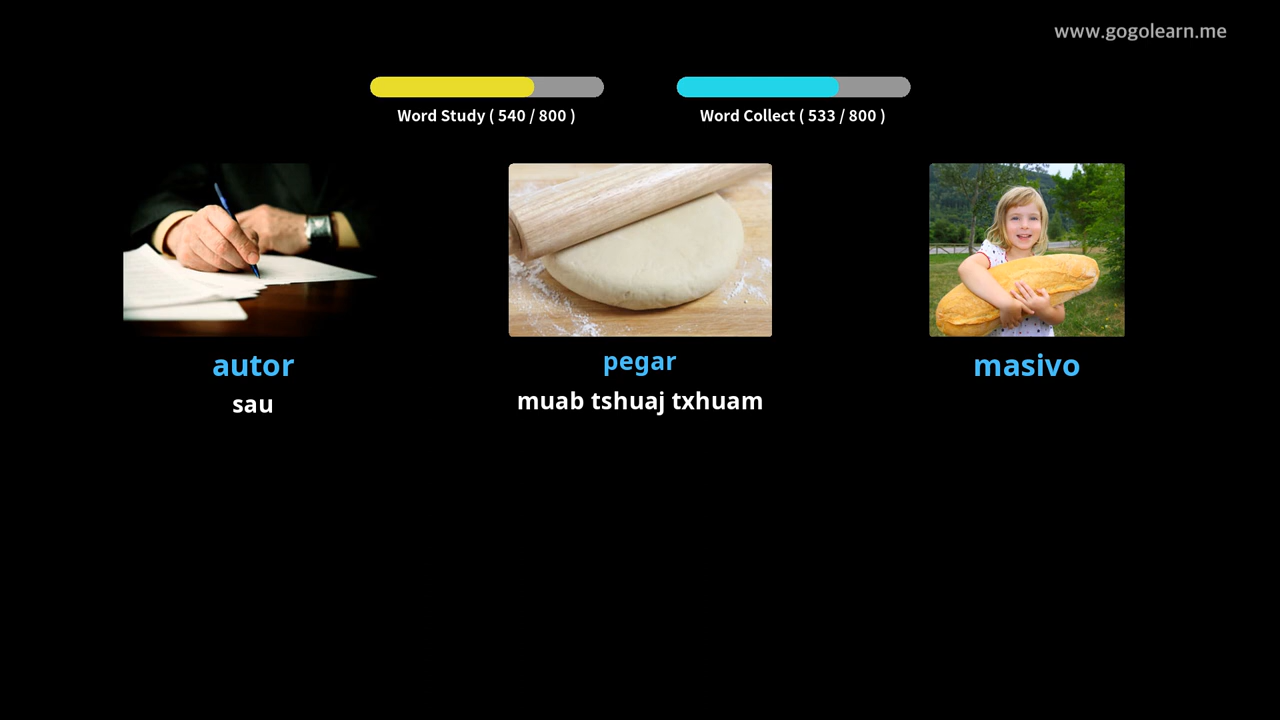 www.gogolearn.me
Word Study ( 540 / 800 )
Word Collect ( 533 / 800 )
autor
sau
pegar
muab tshuaj txhuam
masivo